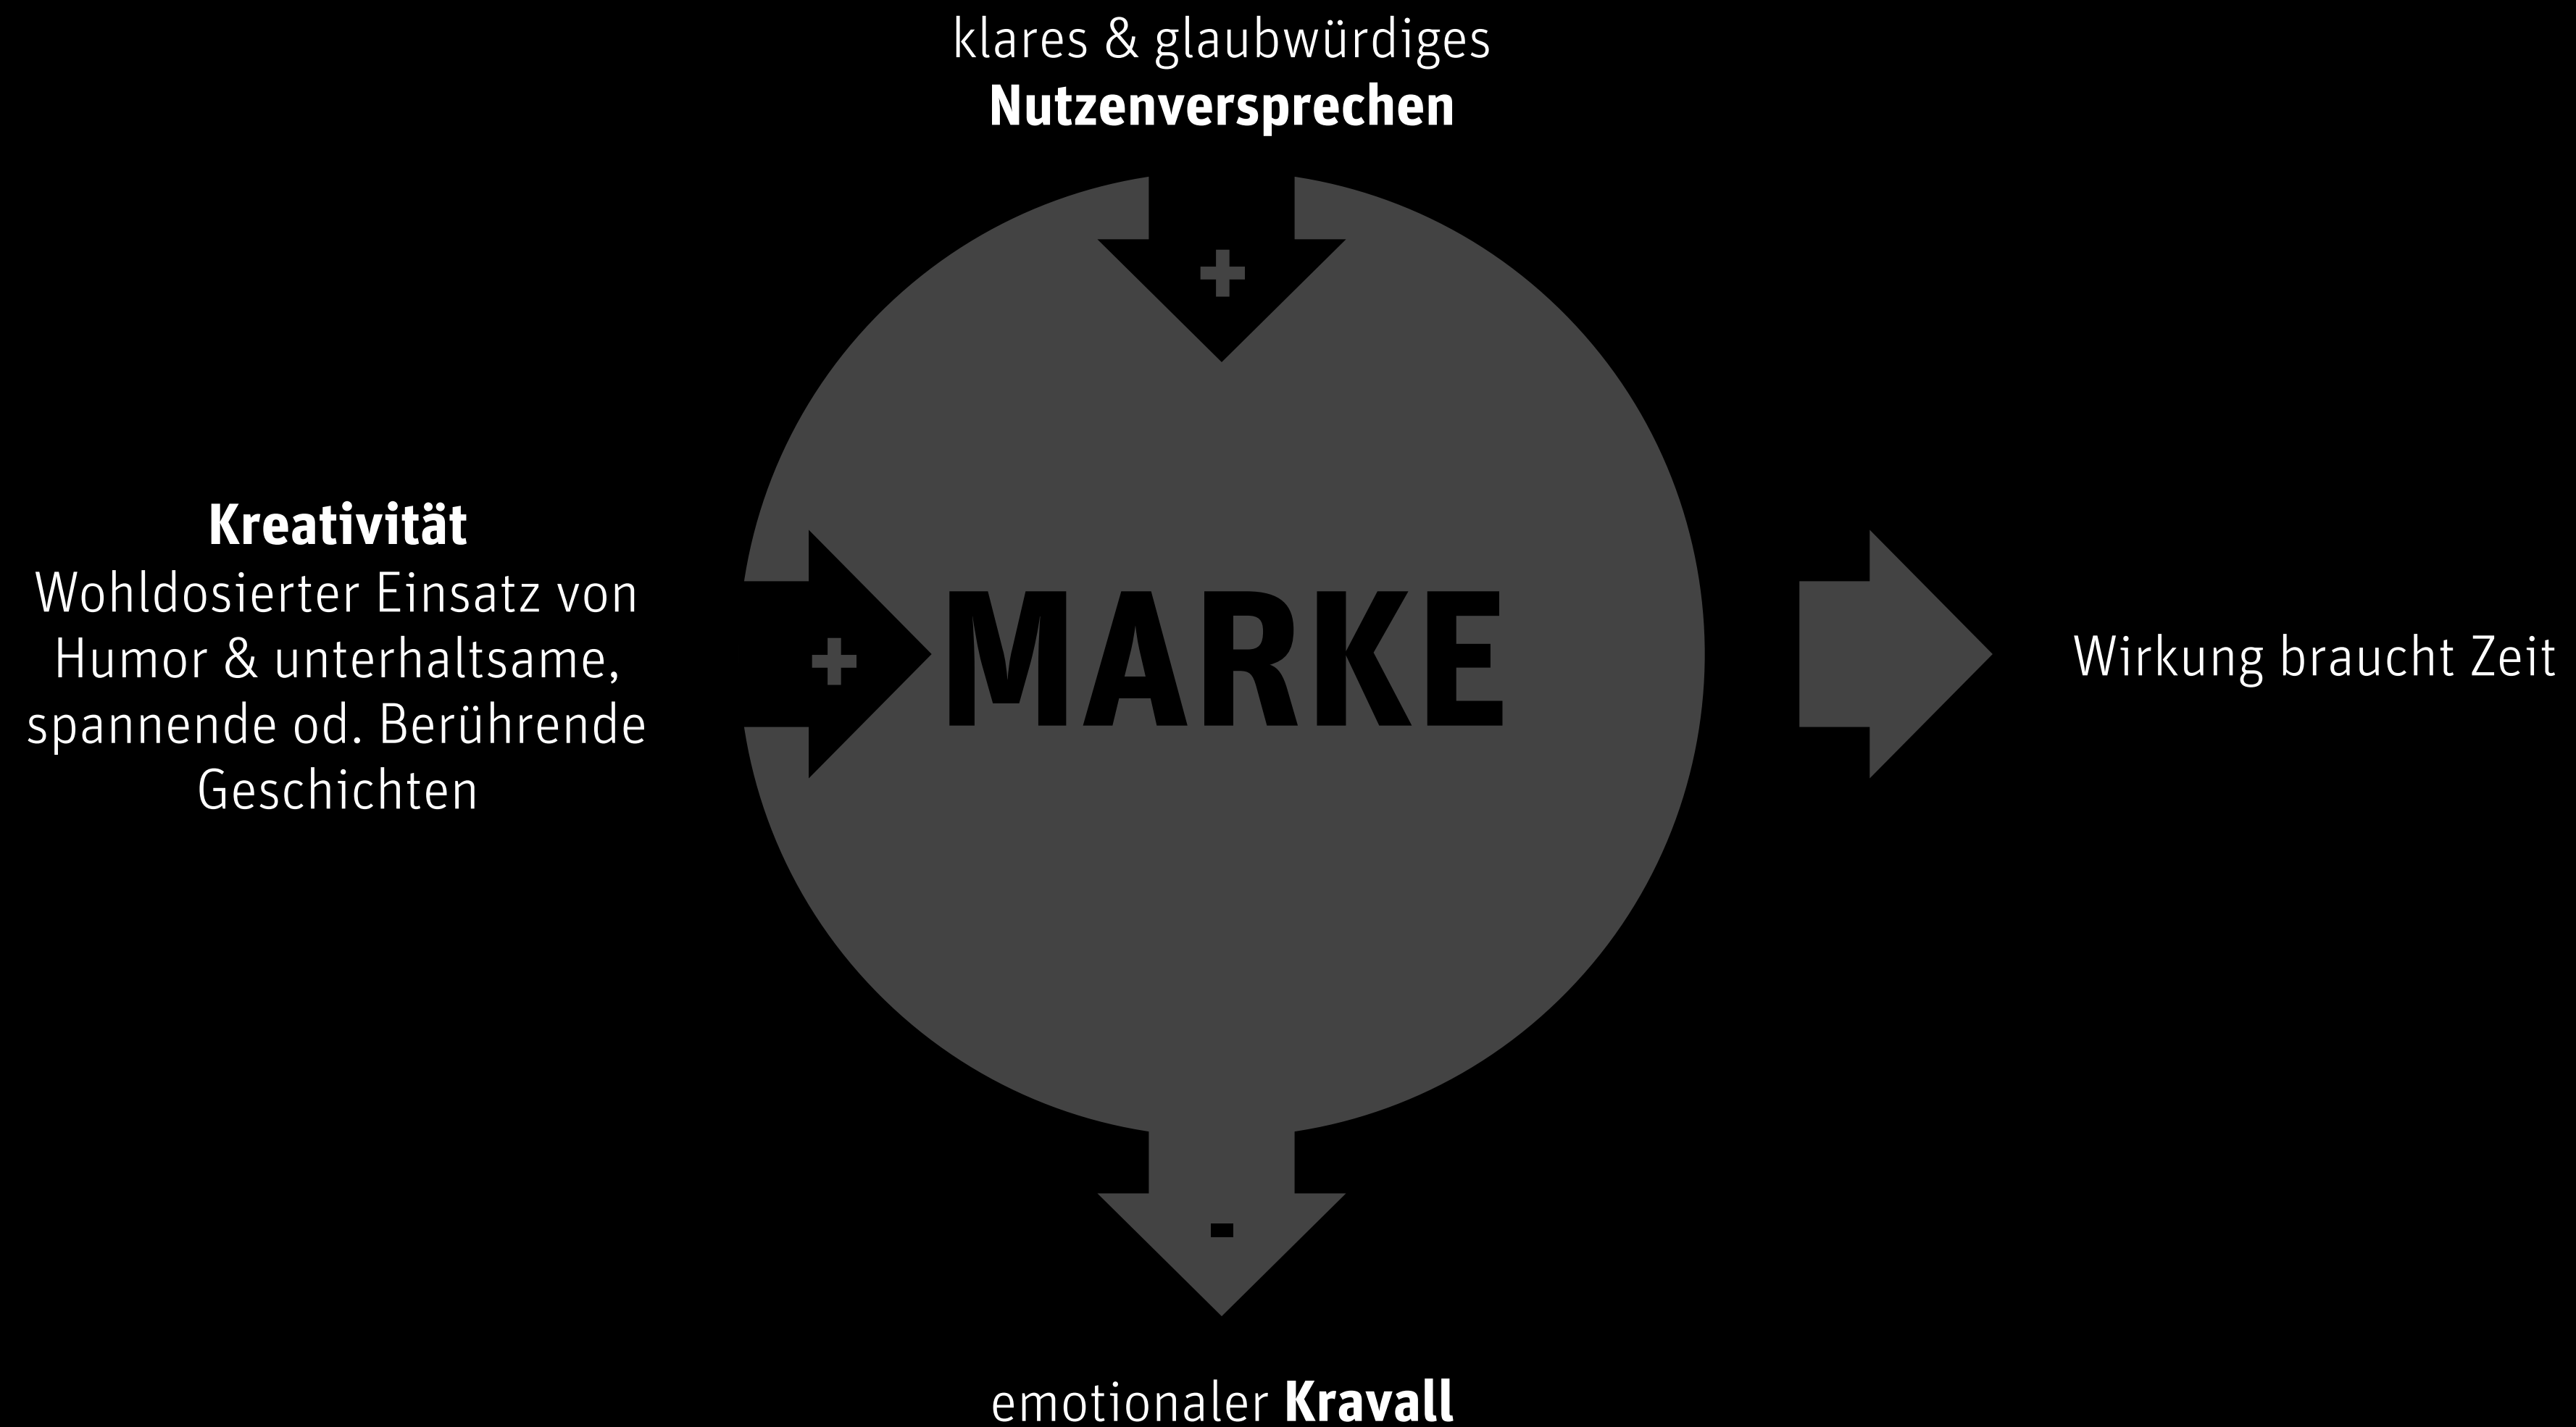 klares & glaubwürdiges
Nutzenversprechen
+
Kreativität
Wohldosierter Einsatz von
Humor & unterhaltsame,
spannende od. Berührende
Geschichten
+
MARKE
Wirkung braucht Zeit
-
emotionaler Kravall